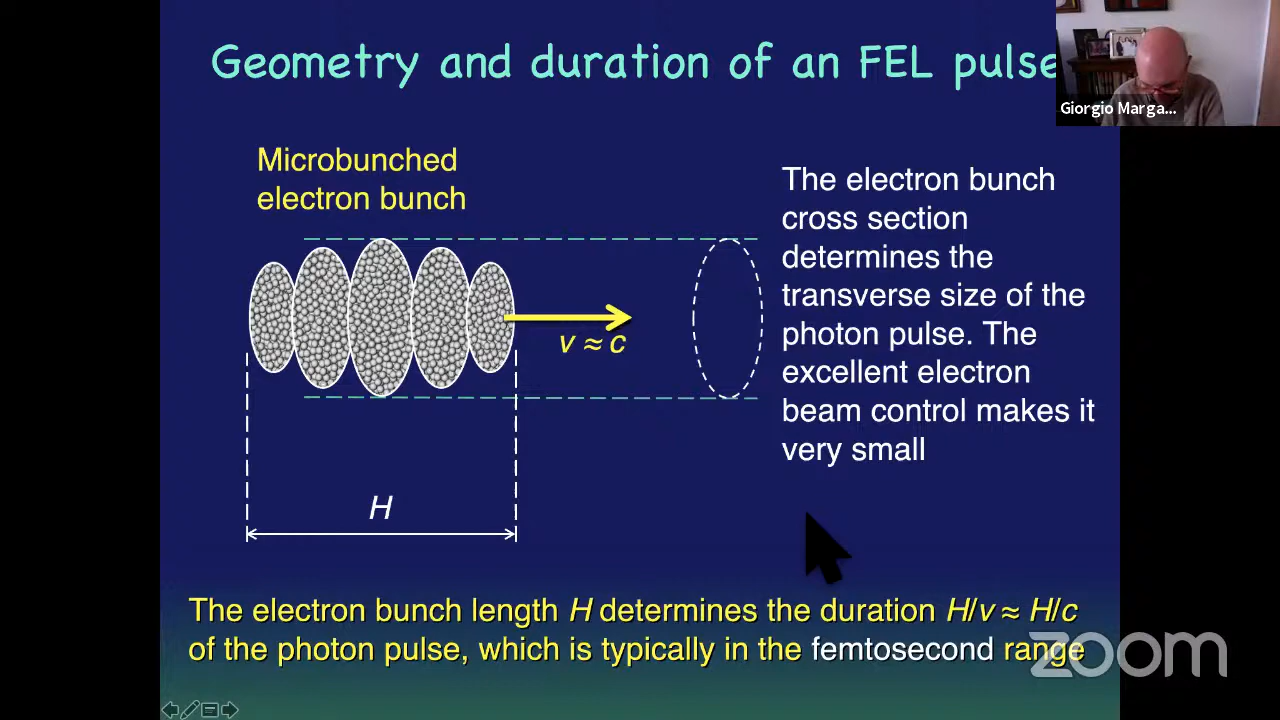 Geometry and duration of an FEL pulse
Giorgio Marga...
Microbunched
electron bunch
The electron bunch
cross section
determines the
transverse size of the
photon pulse. The
excellent electron
beam control makes it
very small
v ≈ c
H
The electron bunch length H determines the duration H/v ≈ H/c
of the photon pulse, which is typically in the femtosecond range
zoom